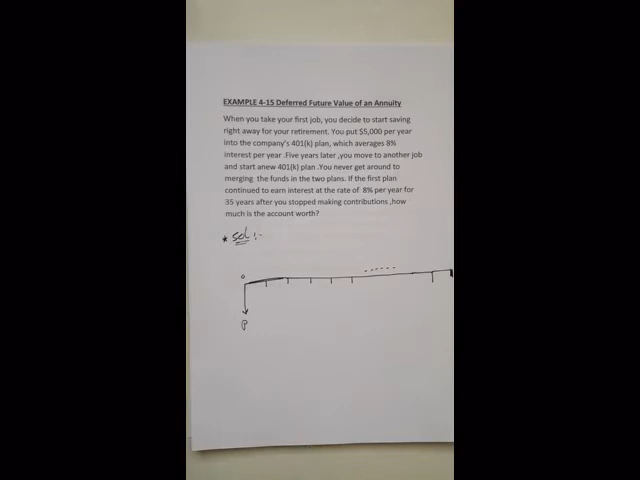 EXAMPLE 4-15 Deferred Future Value of an Annuity
When you take your first job, you decide to start saving
right away for your retirement. You put $5,000 per year
into the company's 401(k) plan, which averages 8%
interest per year .Five years later ,you move to another job
and start anew 401(k) plan .You never get around to
merging the funds in the two plans. If the first plan
continued to earn interest at the rate of 8% per year for
35 years after you stopped making contributions ,how
much is the account worth?
* Sol :-
0
P